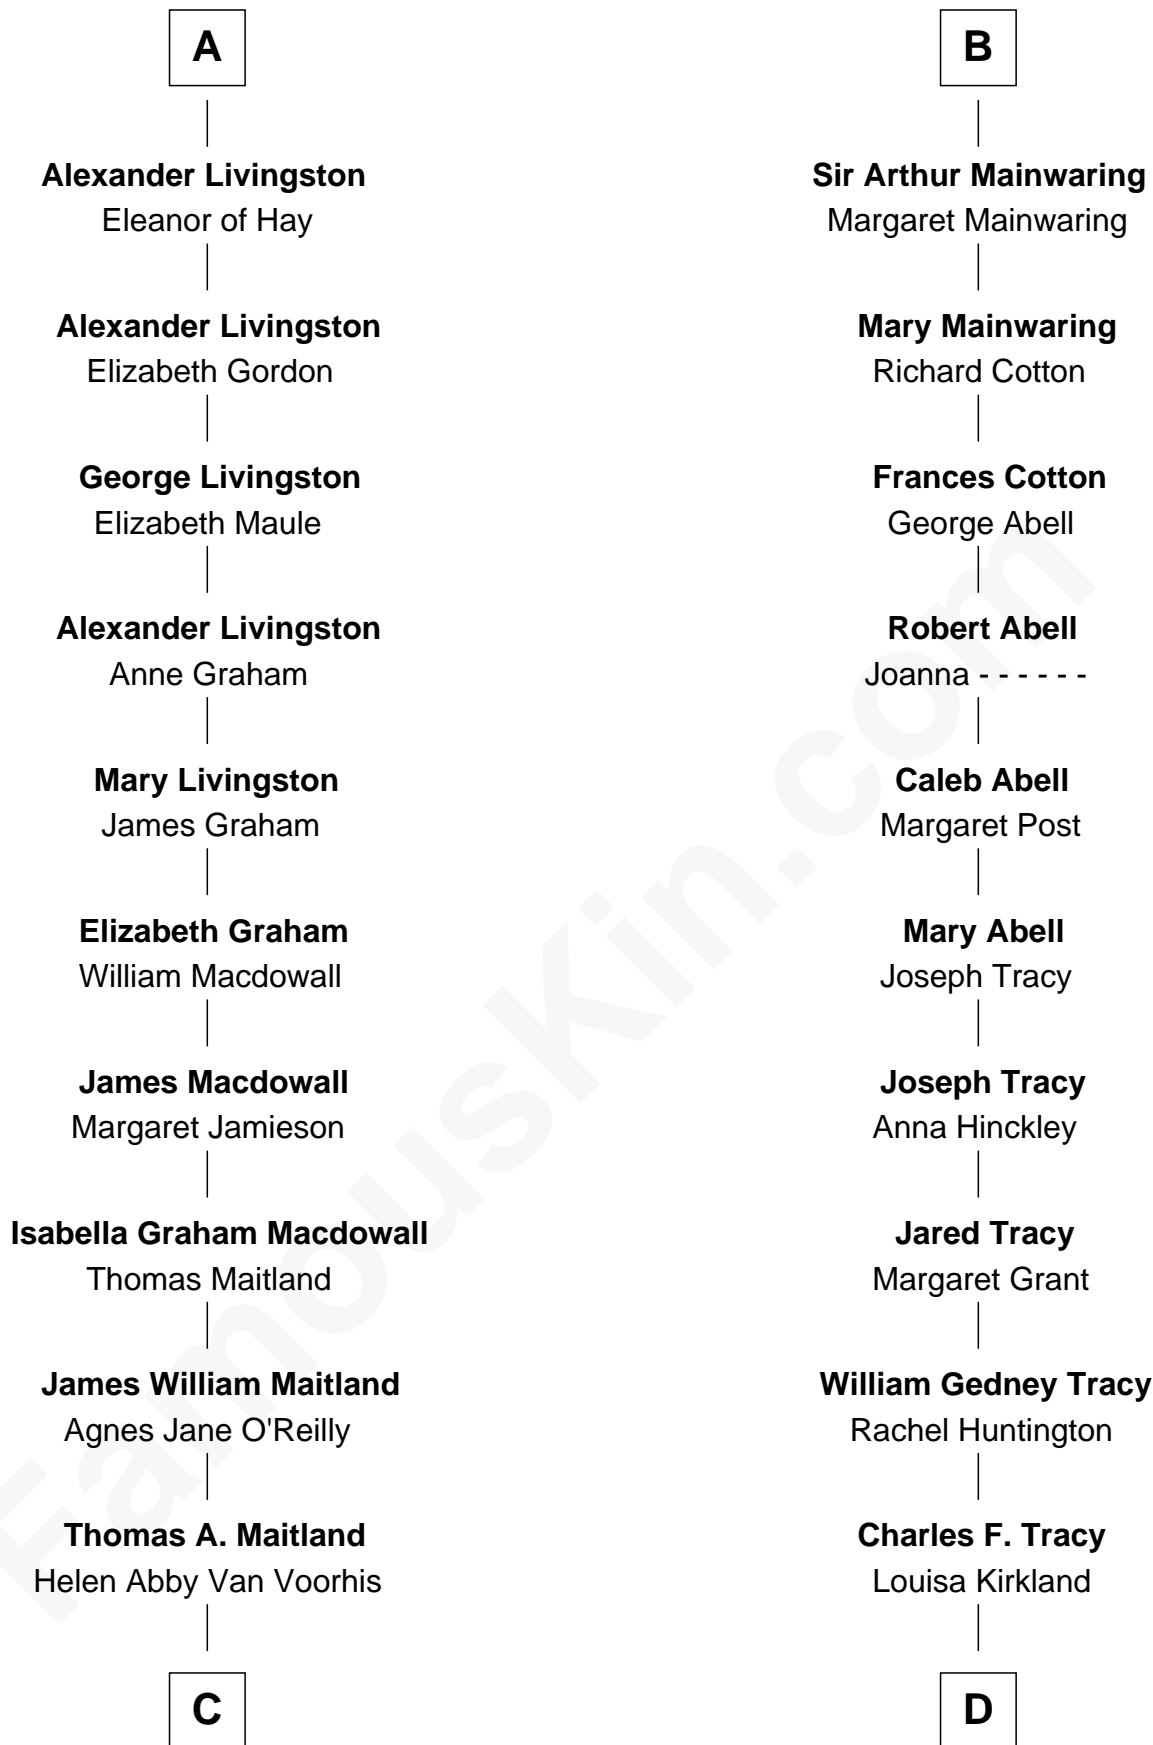 A
Alexander Livingston
Eleanor of Hay
Alexander Livingston
Elizabeth Gordon
George Livingston
Elizabeth Maule
Alexander Livingston
Anne Graham
Mary Livingston
James Graham
Elizabeth Graham
William Macdowall
James Macdowall
Margaret Jamieson
Isabella Graham Macdowall
Thomas Maitland
James William Maitland
Agnes Jane O'Reilly
Thomas A. Maitland
Helen Abby Van Voorhis
C
B
Sir Arthur Mainwaring
Margaret Mainwaring
Mary Mainwaring
Richard Cotton
Frances Cotton
George Abell
Robert Abell
Joanna - - - - - -
Caleb Abell
Margaret Post
Mary Abell
Joseph Tracy
Joseph Tracy
Anna Hinckley
Jared Tracy
Margaret Grant
William Gedney Tracy
Rachel Huntington
Charles F. Tracy
Louisa Kirkland
D
FamousKin.com